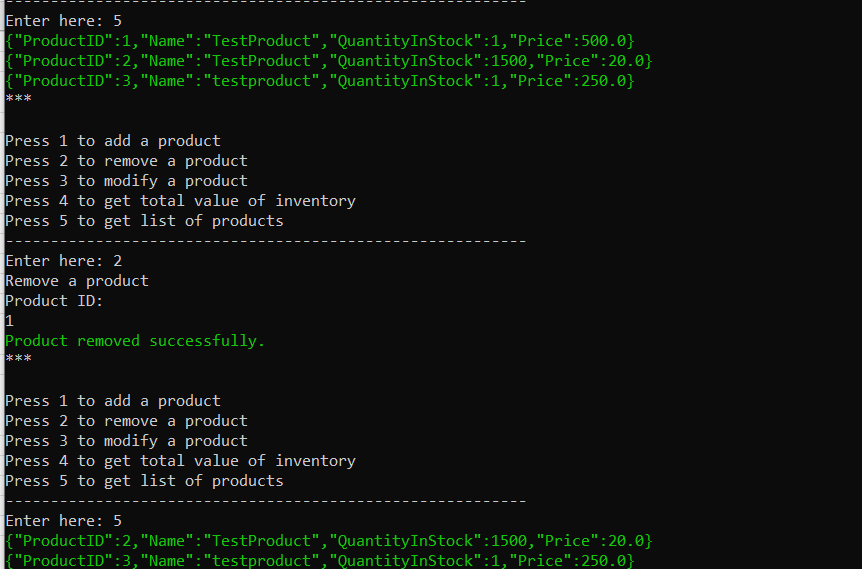 ---------------------------------------------------------
Enter here: 5
{"ProductID":1,"Name":"TestProduct","QuantityInStock":1,"Price":500.0}
{"ProductID":2,"Name":"TestProduct","QuantityInStock":1500,"Price":20.0}
{"ProductID":3,"Name":"testproduct","QuantityInStock":1,"Price":250.0}
***
Press 1 to add a product
Press 2 to remove a product
Press 3 to modify a product
Press 4 to get total value of inventory
Press 5 to get list of products
----------------------------------------------------------
Enter here: 2
Remove a product
Product ID:
1
Product removed successfully.
***
Press 1 to add a product
Press 2 to remove a product
Press 3 to modify a product
Press 4 to get total value of inventory
Press 5 to get list of products
----------------------------------------------------------
Enter here: 5
{"ProductID":2,"Name":"TestProduct","QuantityInStock":1500,"Price":20.0}
{"ProductID":3,"Name":"testproduct","QuantityInStock":1,"Price":250.0}